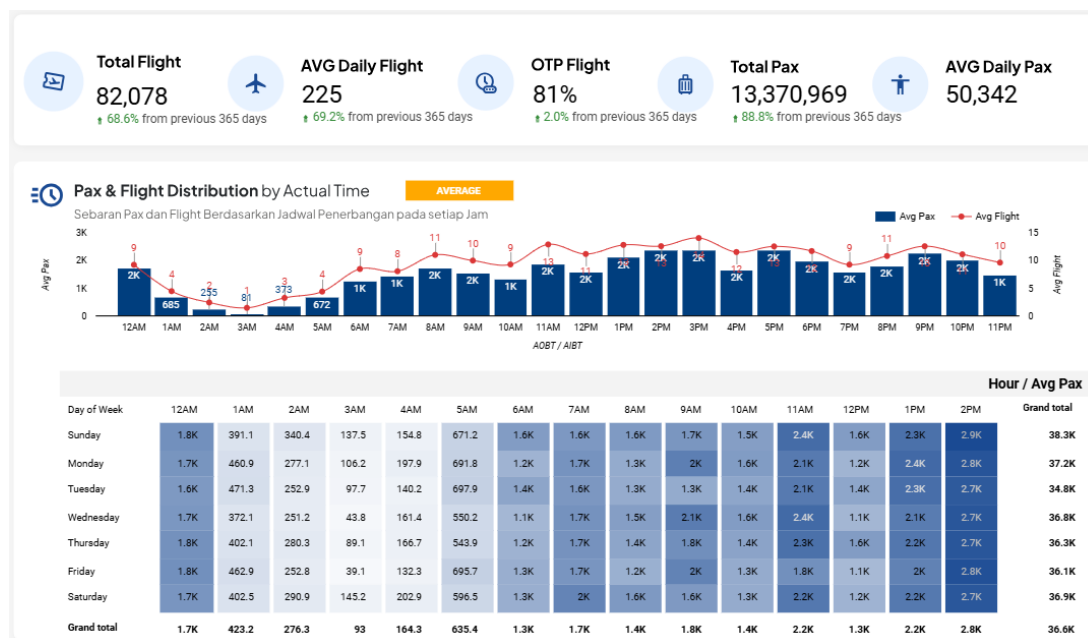 Total Flight
82,078
68.6% from previous 365 days
AVG Daily Flight
225
69.2% from previous 365 days
OTP Flight
81%
2.0% from previous 365 days
Total Pax
13,370,969
88.8% from previous 365 days
AVG Daily Pax
50,342
Pax & Flight Distribution by Actual Time
AVERAGE
Sebaran Pax dan Flight Berdasarkan Jadwal Penerbangan pada setiap Jam
Avg Pax Avg Flight
3K
2K
1K
0
Avg Pax
9 4 2 1 3 4 9 8 11 10 9 13 11 13 12 13 9 11 10
2K 685 255 81 373 672 1K 1K 2K 2K 1K 2K 2K 2K 2K 2K 2K 2K 2K 2K 2K 2K 2K 1K
15
10
5
0
Avg Flight
12AM 1AM 2AM 3AM 4AM 5AM 6AM 7AM 8AM 9AM 10AM 11AM 12PM 1PM 2PM 3PM 4PM 5PM 6PM 7PM 8PM 9PM 10PM 11PM
AOBT / AIBT
Hour / Avg Pax
Day of Week 12AM 1AM 2AM 3AM 4AM 5AM 6AM 7AM 8AM 9AM 10AM 11AM 12PM 1PM 2PM Grand total
Sunday 1.8K 391.1 340.4 137.5 154.8 671.2 1.6K 1.6K 1.6K 1.7K 1.5K 2.4K 1.6K 2.3K 2.9K 38.3K
Monday 1.7K 460.9 277.1 106.2 197.9 691.8 1.2K 1.7K 1.3K 2K 1.6K 2.1K 1.2K 2.4K 2.8K 37.2K
Tuesday 1.6K 471.3 252.9 97.7 140.2 697.9 1.4K 1.6K 1.3K 1.3K 1.4K 2.1K 1.4K 2.3K 2.7K 34.8K
Wednesday 1.7K 372.1 251.2 43.8 161.4 550.2 1.1K 1.7K 1.5K 2.1K 1.6K 2.4K 1.1K 2.1K 2.7K 36.8K
Thursday 1.8K 402.1 280.3 89.1 166.7 543.9 1.2K 1.7K 1.4K 1.8K 1.4K 2.3K 1.6K 2.2K 2.7K 36.3K
Friday 1.8K 462.9 252.8 39.1 132.3 695.7 1.3K 1.7K 1.2K 2K 1.3K 1.8K 1.1K 2K 2.8K 36.1K
Saturday 1.7K 402.5 290.9 145.2 202.9 596.5 1.3K 2K 1.6K 1.6K 1.3K 2.2K 1.2K 2.2K 2.7K 36.9K
Grand total 1.7K 423.2 276.3 93 164.3 635.4 1.3K 1.7K 1.4K 1.8K 1.4K 2.2K 1.3K 2.2K 2.8K 36.6K